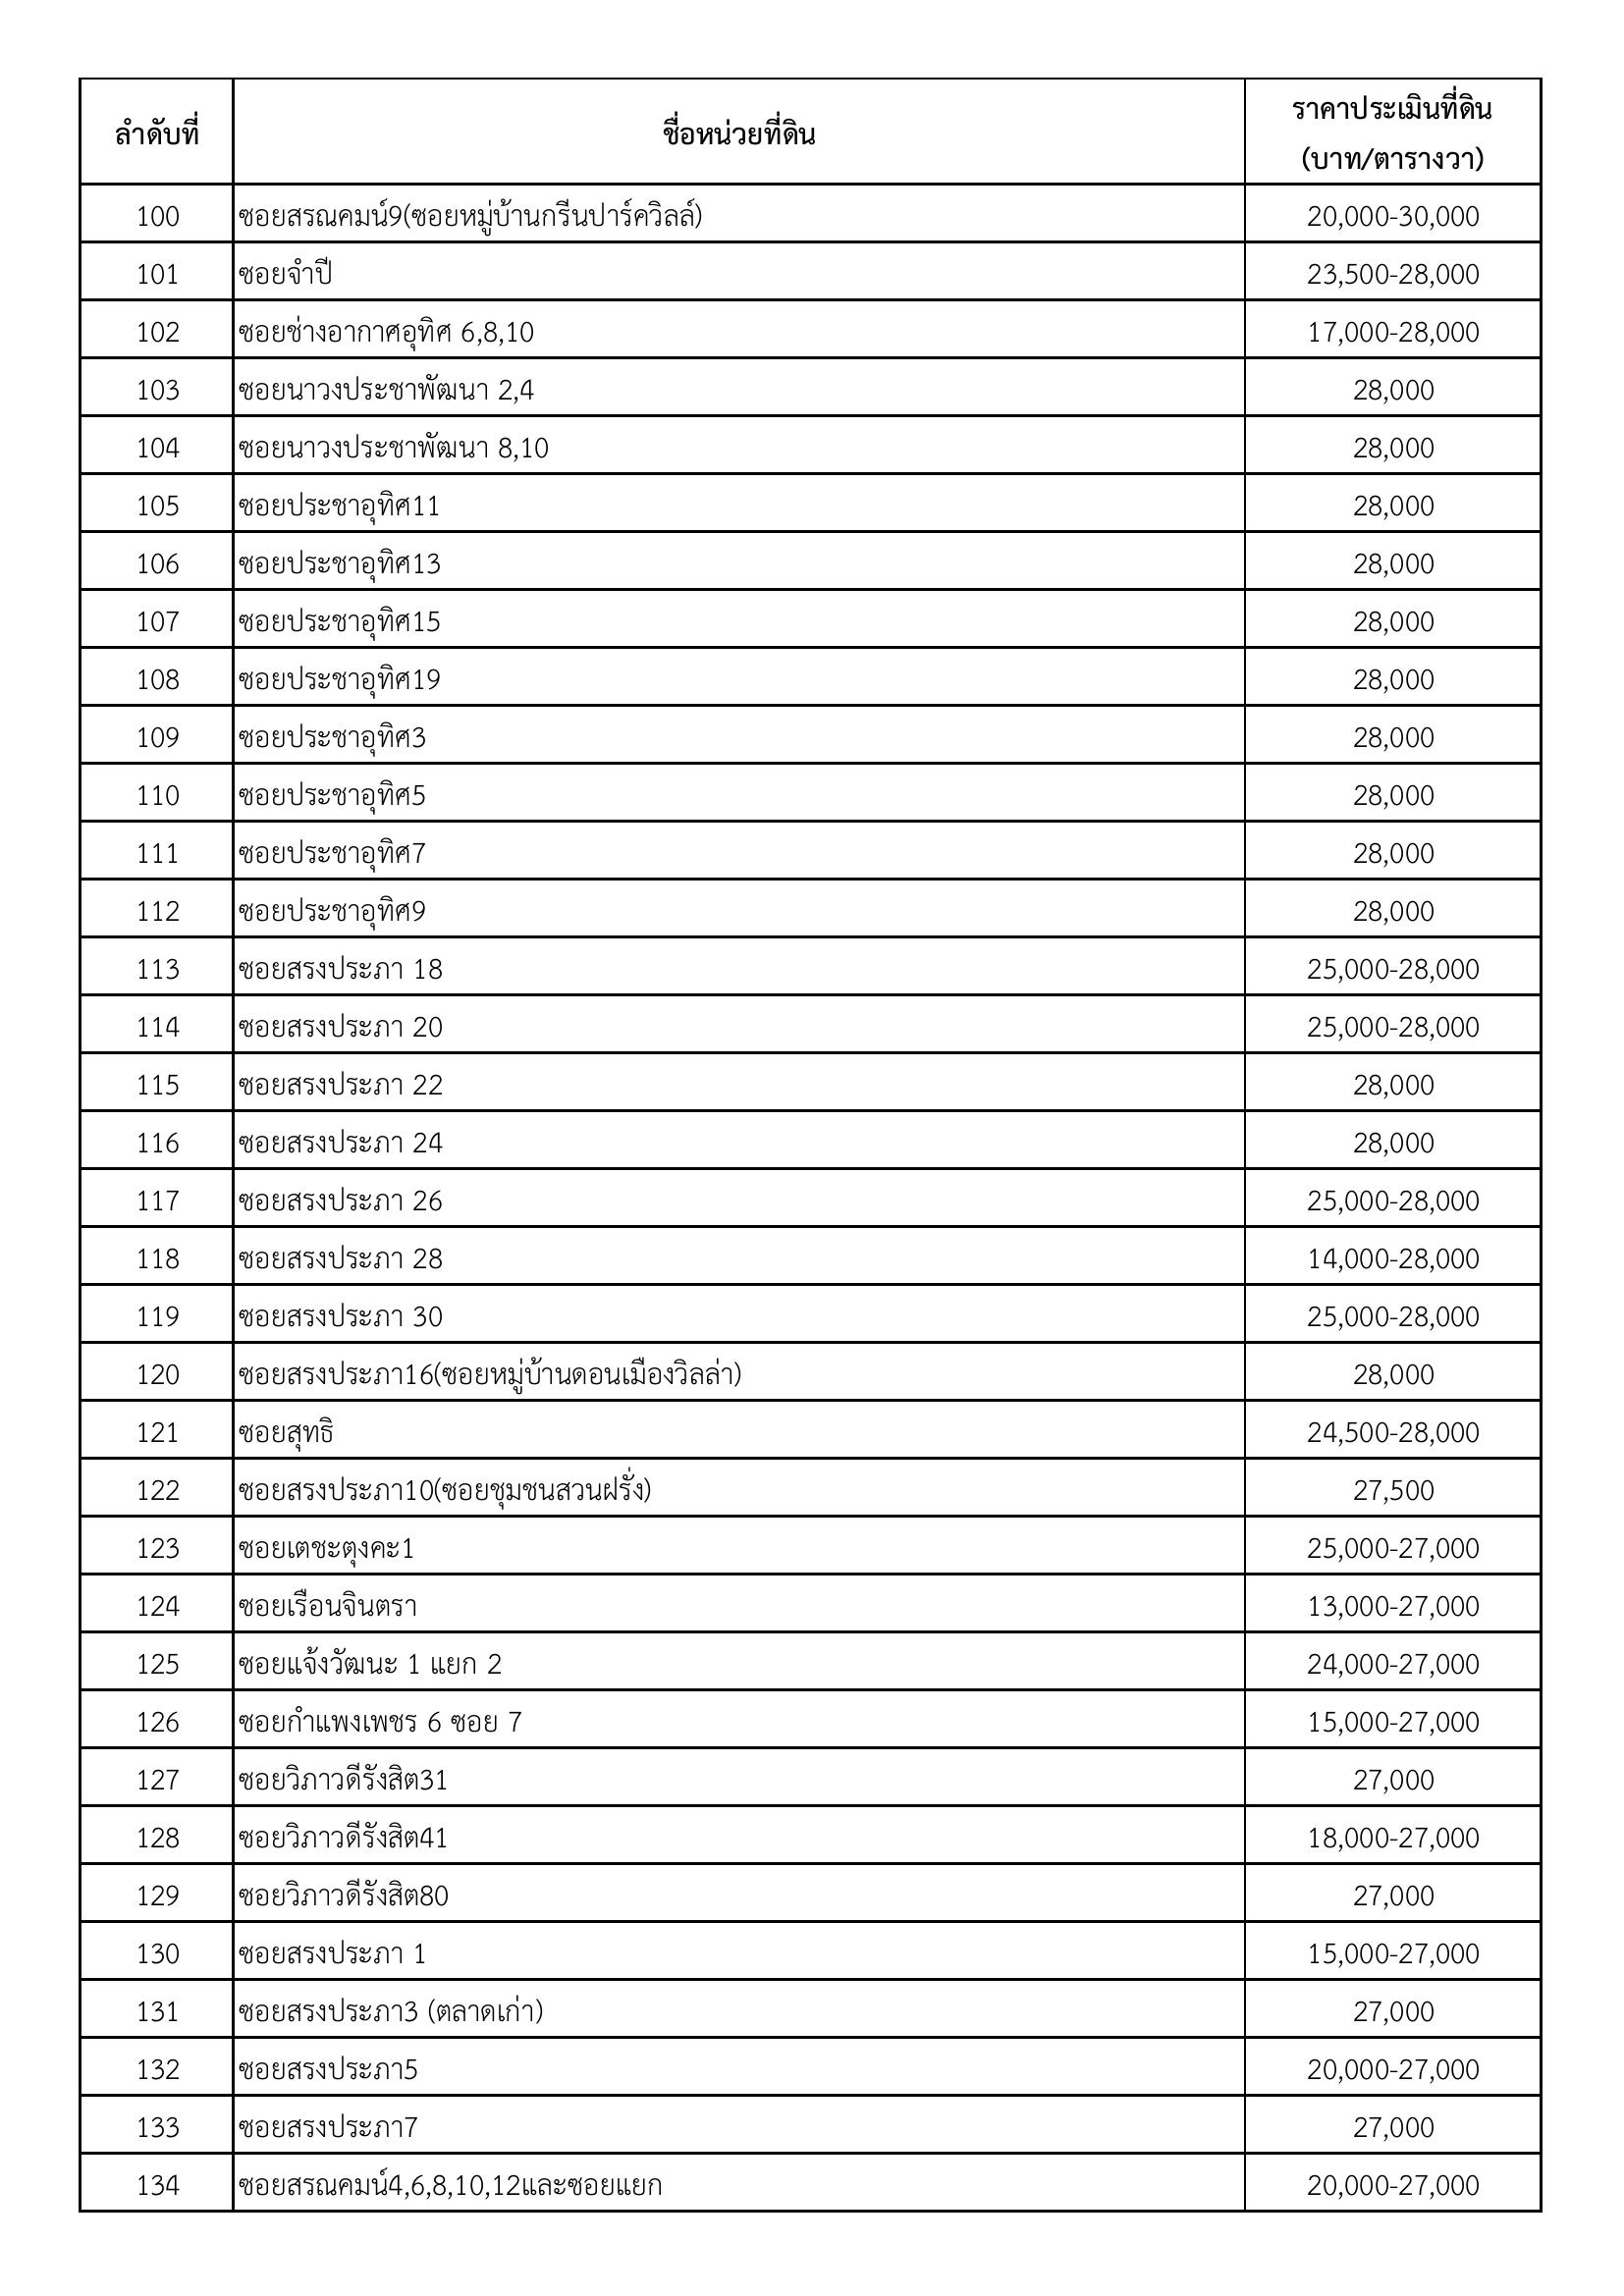 ลำดับที่ ชื่อหน่วยที่ดิน ราคาประเมินที่ดิน
(บาท/ตารางวา)
100 ซอยสรณคมน์9(ซอยหมู่บ้านกรีนปาร์ควิลล์) 20,000-30,000
101 ซอยจำปี 23,500-28,000
102 ซอยช่างอากาศอุทิศ 6,8,10 17,000-28,000
103 ซอยนาวงประชาพัฒนา 2,4 28,000
104 ซอยนาวงประชาพัฒนา 8,10 28,000
105 ซอยประชาอุทิศ11 28,000
106 ซอยประชาอุทิศ13 28,000
107 ซอยประชาอุทิศ15 28,000
108 ซอยประชาอุทิศ19 28,000
109 ซอยประชาอุทิศ3 28,000
110 ซอยประชาอุทิศ5 28,000
111 ซอยประชาอุทิศ7 28,000
112 ซอยประชาอุทิศ9 28,000
113 ซอยสรงประภา 18 25,000-28,000
114 ซอยสรงประภา 20 25,000-28,000
115 ซอยสรงประภา 22 28,000
116 ซอยสรงประภา 24 28,000
117 ซอยสรงประภา 26 25,000-28,000
118 ซอยสรงประภา 28 14,000-28,000
119 ซอยสรงประภา 30 25,000-28,000
120 ซอยสรงประภา16(ซอยหมู่บ้านดอนเมืองวิลล่า) 28,000
121 ซอยสุทธิ 24,500-28,000
122 ซอยสรงประภา10(ซอยชุมชนสวนฝรั่ง) 27,500
123 ซอยเตชะตุงคะ1 25,000-27,000
124 ซอยเรือนจินตรา 13,000-27,000
125 ซอยแจ้งวัฒนะ 1 แยก 2 24,000-27,000
126 ซอยกำแพงเพชร 6 ซอย 7 15,000-27,000
127 ซอยวิภาวดีรังสิต31 27,000
128 ซอยวิภาวดีรังสิต41 18,000-27,000
129 ซอยวิภาวดีรังสิต80 27,000
130 ซอยสรงประภา 1 15,000-27,000
131 ซอยสรงประภา3 (ตลาดเก่า) 27,000
132 ซอยสรงประภา5 20,000-27,000
133 ซอยสรงประภา7 27,000
134 ซอยสรณคมน์4,6,8,10,12และซอยแยก 20,000-27,000